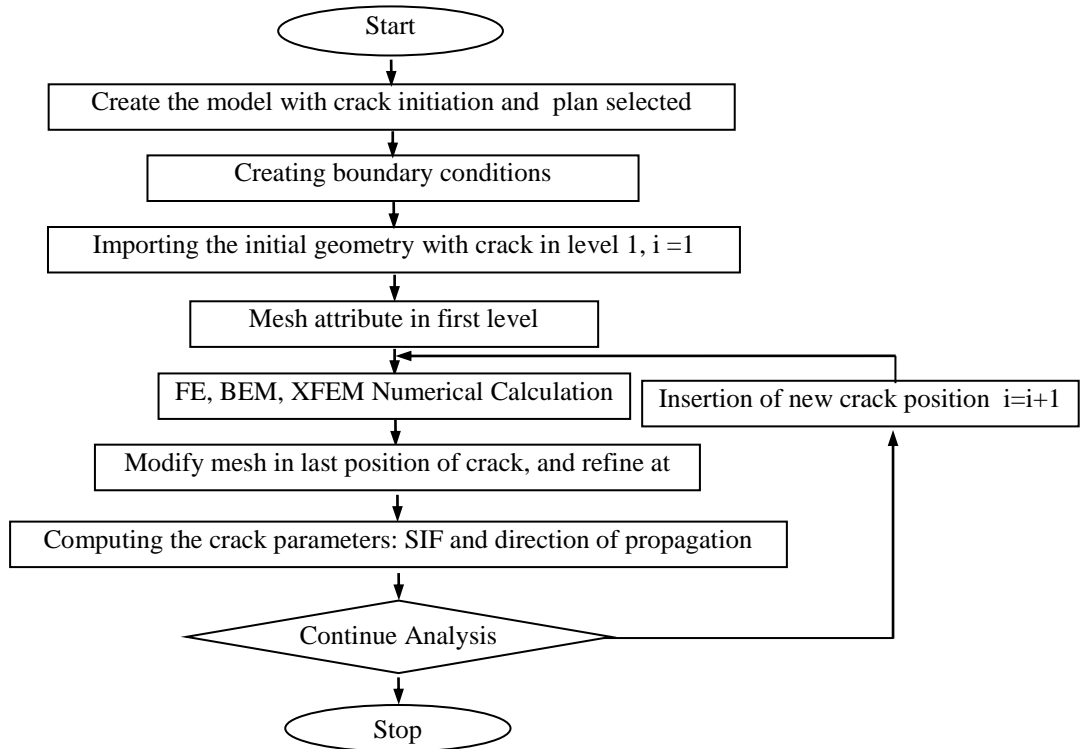 Start
Create the model with crack initiation and plan selected
Creating boundary conditions
Importing the initial geometry with crack in level 1, i =1
Mesh attribute in first level
FE, BEM, XFEM Numerical Calculation
Insertion of new crack position i=i+1
Modify mesh in last position of crack, and refine at
Computing the crack parameters: SIF and direction of propagation
Continue Analysis
Stop